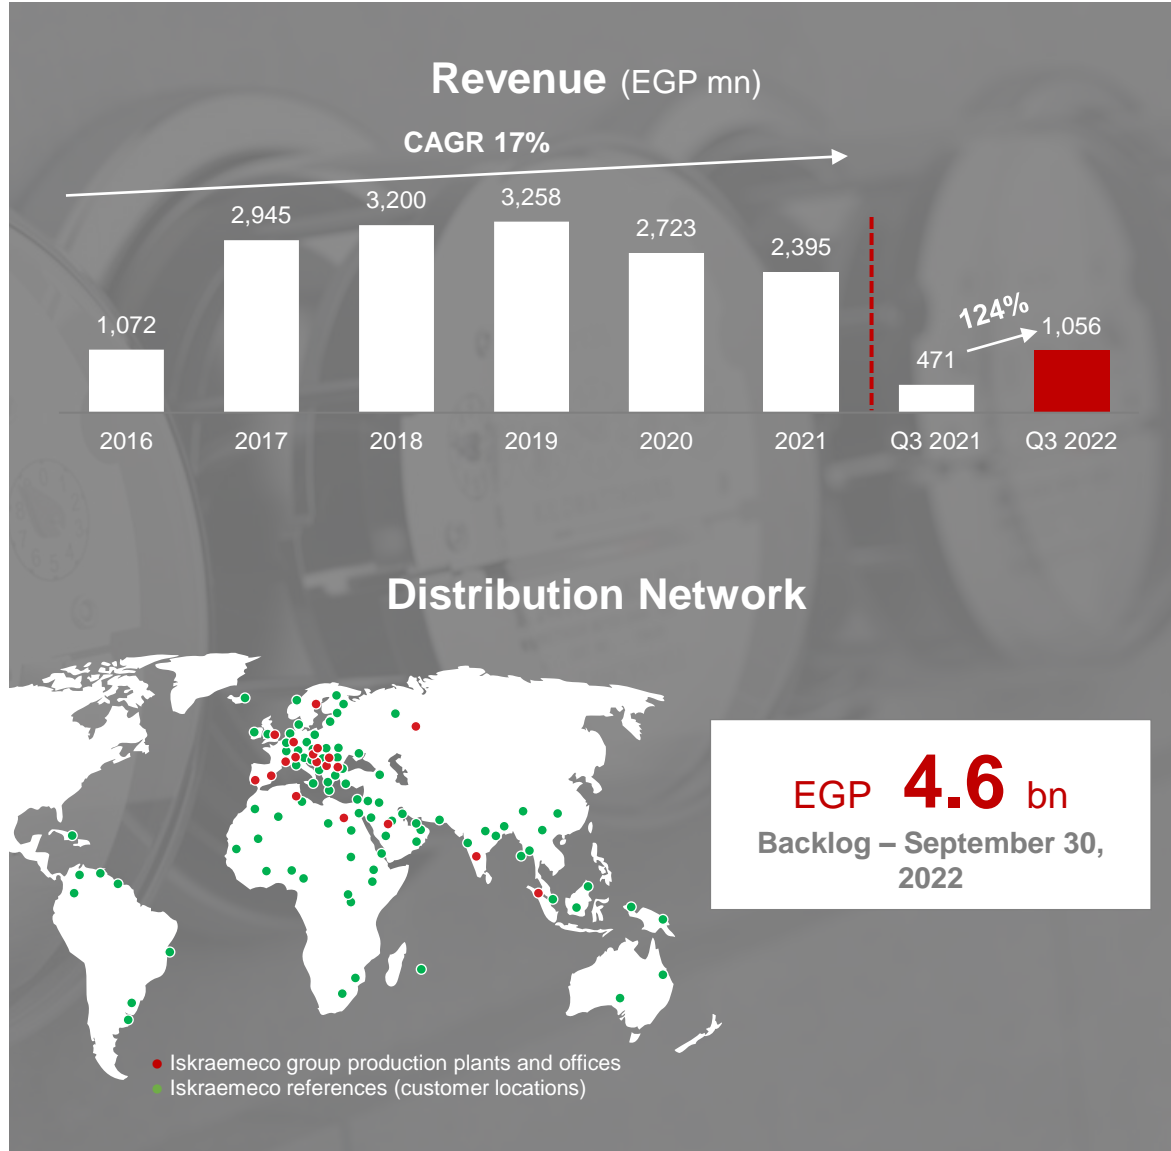 Revenue (EGP mn)
CAGR 17%
1,072
2,945
3,200
3,258
2,723
2,395
471
124%
1,056
2016
2017
2018
2019
2020
2021
Q3 2021
Q3 2022
Distribution Network
EGP 4.6 bn
Backlog – September 30,
2022
Iskraemeco group production plants and offices
Iskraemeco references (customer locations)